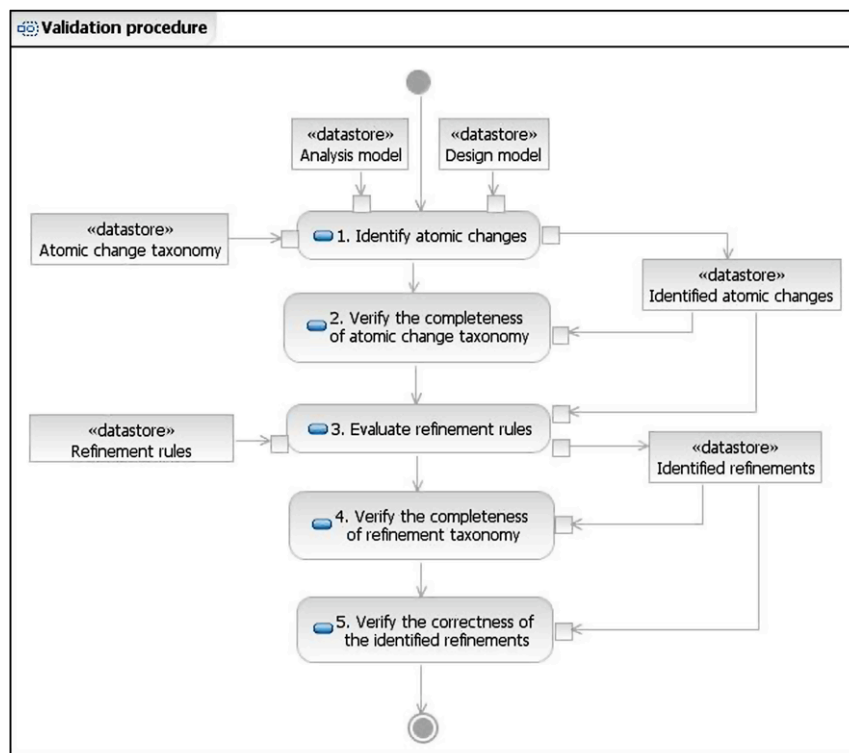 Validation procedure
«datastore»
Analysis model
«datastore»
Design model
«datastore»
Atomic change taxonomy
1. Identify atomic changes
«datastore»
Identified atomic changes
2. Verify the completeness
of atomic change taxonomy
«datastore»
Refinement rules
3. Evaluate refinement rules
«datastore»
Identified refinements
4. Verify the completeness
of refinement taxonomy
5. Verify the correctness of
the identified refinements